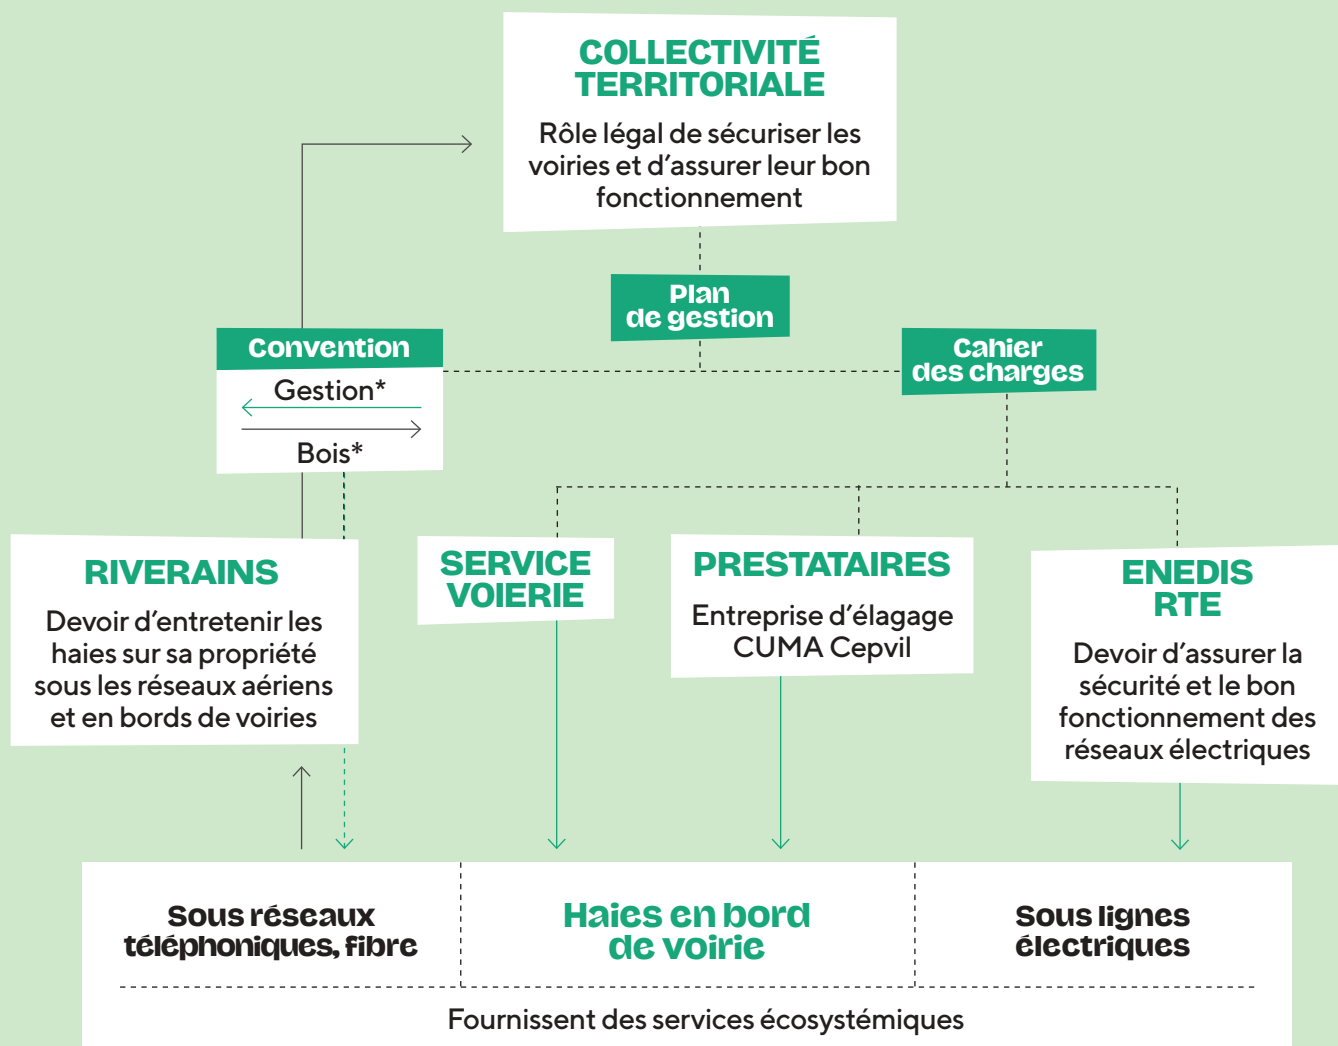 COLLECTIVITÉ
TERRITORIALE
Rôle légal de sécuriser les
voiries et d'assurer leur bon
fonctionnement
Plan
de gestion
Convention
Gestion*
Bois*
Cahier
des charges
RIVERAINS
Devoir d'entretenir les
haies sur sa propriété
sous les réseaux aériens
et en bords de voiries
SERVICE
VOIERIE
PRESTATAIRES
Entreprise d'élagage
CUMA Cepvil
ENEDIS
RTE
Devoir d'assurer la
sécurité et le bon
fonctionnement des
réseaux électriques
Sous réseaux
téléphoniques, fibre
Haies en bord
de voirie
Sous lignes
électriques
Fournissent des services écosystémiques